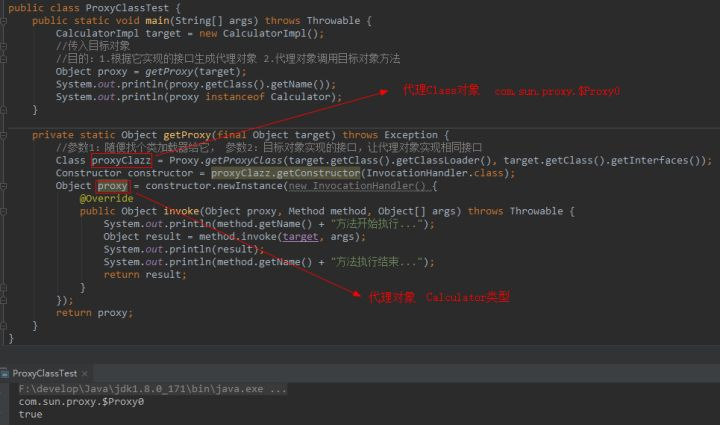 public class ProxyClassTest {
public static void main(String[] args) throws Throwable {
CalculatorImpl target = new CalculatorImpl();
//传入目标对象
//目的: 1.根据它实现的接口生成代理对象 2.代理对象调用目标对象方法
Object proxy = getProxy(target);
System.out.println(proxy.getClass().getName());
代理Class对象 com.sun.proxy.$Proxy0
System.out.println(proxy instanceof Calculator);
}
private static Object getProxy(final Object target) throws Exception {
//参数1: 随便找个类加载器给它, 参数2: 目标对象实现的接口,让代理对象实现相同接口
Class proxyClazz = Proxy.getProxyClass(target.getClass().getClassLoader(), target.getClass().getInterfaces());
Constructor constructor = proxyClazz.getConstructor(InvocationHandler.class);
Object proxy = constructor.newInstance(new InvocationHandler() {
@Override
public Object invoke(Object proxy, Method method, Object[] args) throws Throwable {
System.out.println(method.getName() + "方法开始执行...");
Object result = method.invoke(target, args);
System.out.println(result);
System.out.println(method.getName() + "方法执行结束...");
return result;
}
代理对象 Calculator类型
});
return proxy;
}
}
ProxyClassTest ×
F:\develop\Java\jdk1.8.0_171\bin\java.exe ...
com.sun.proxy.$Proxy0
true